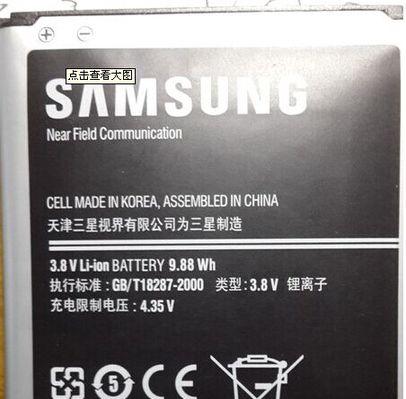 点击查看大图
SAMSUNG
Near Field Communication
CELL MADE IN KOREA, ASSEMBLED IN CHINA
天津三星视界有限公司为三星制造
3.8 V Li-ion BATTERY 9.88 Wh
执行标准 : GB/T18287-2000 类型: 3.8 V 锂离子
充电限制电压 : 4.35 V
5 CE